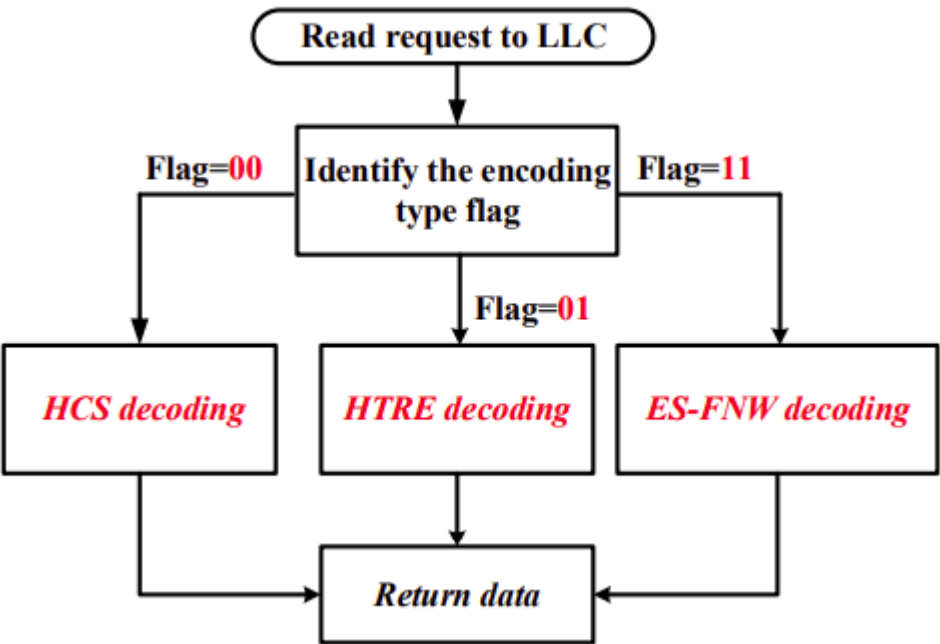 Read request to LLC
Flag=00
Identify the encoding
type flag
Flag=11
Flag=01
HCS decoding
HTRE decoding
ES-FNW decoding
Return data